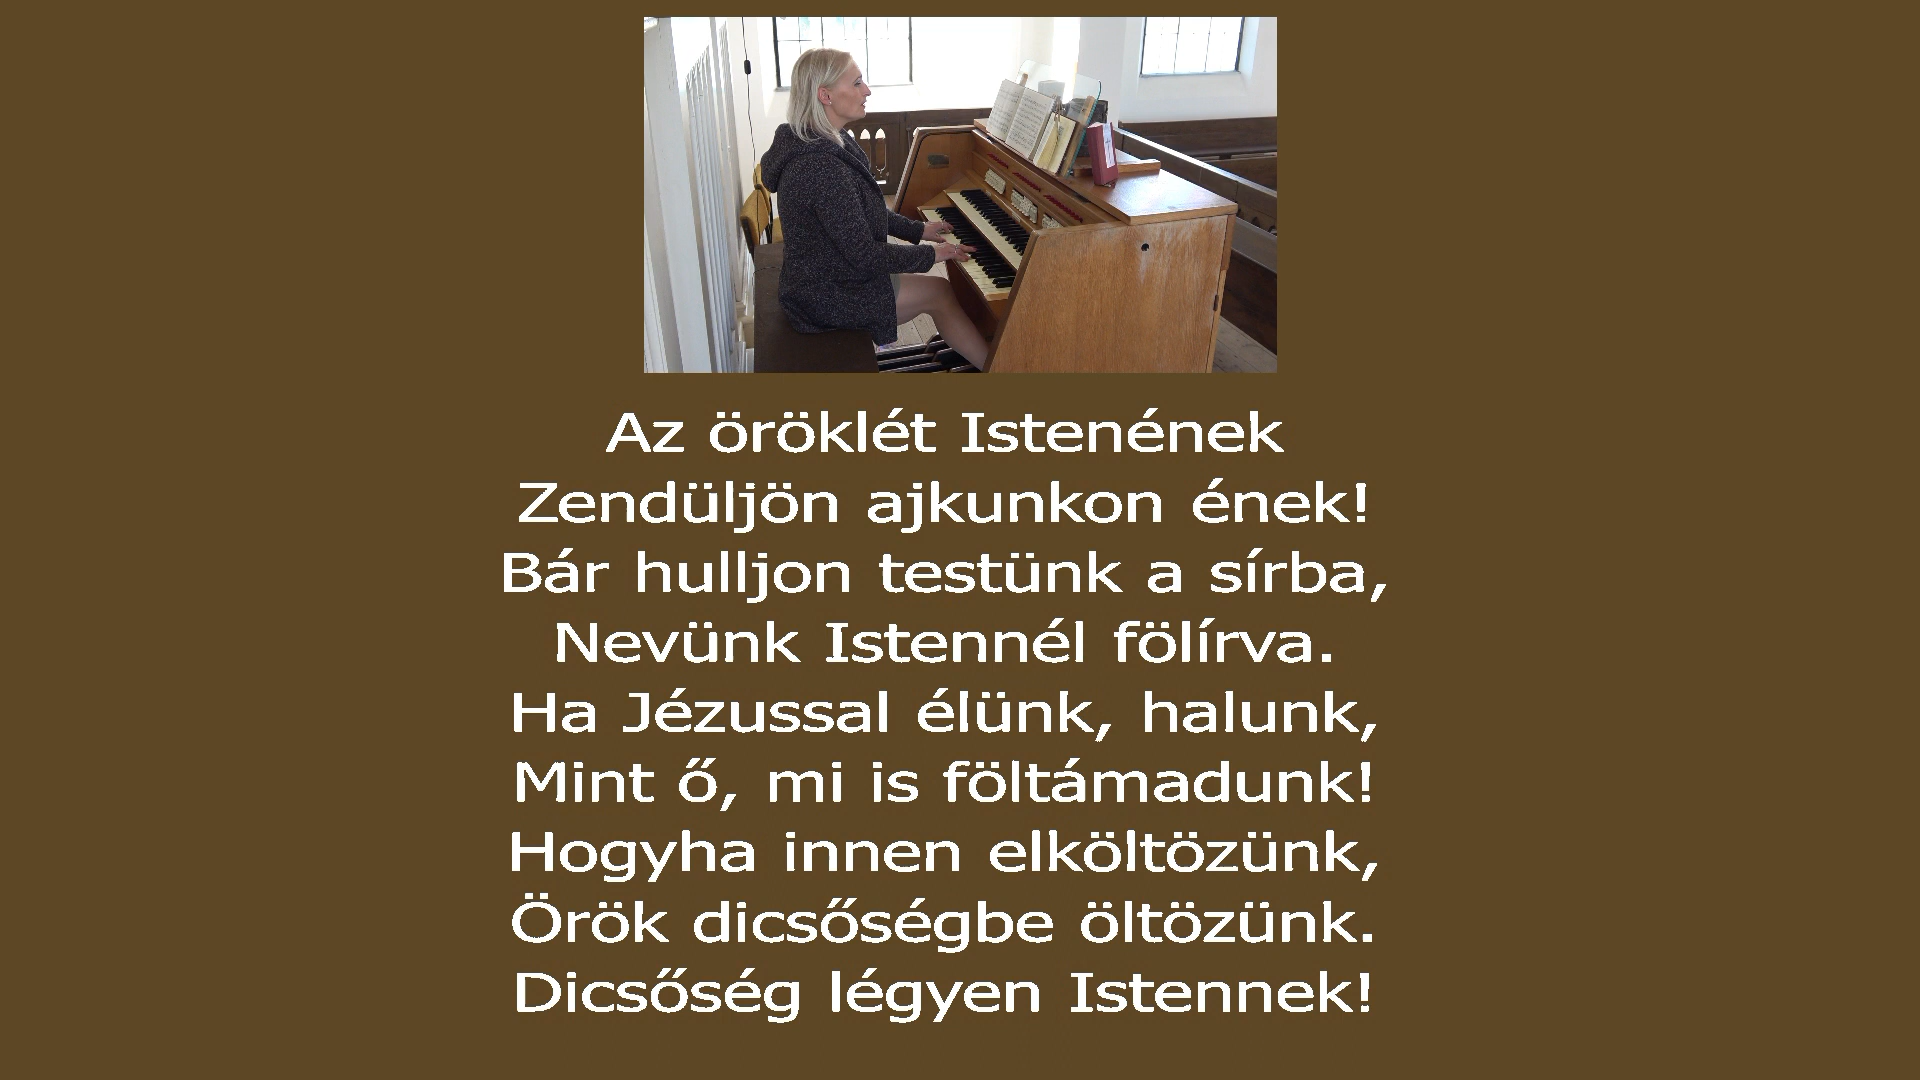 Az öröklét Istenének
Zendüljön ajkunkon ének!
Bár hulljon testünk a sírba,
Nevünk Istennél fölírva.
Ha Jézussal élünk, halunk,
Mint ő, mi is föltámadunk!
Hogyha innen elköltözünk,
Örök dicsőségbe öltözünk.
Dicsőség légyen Istennek!